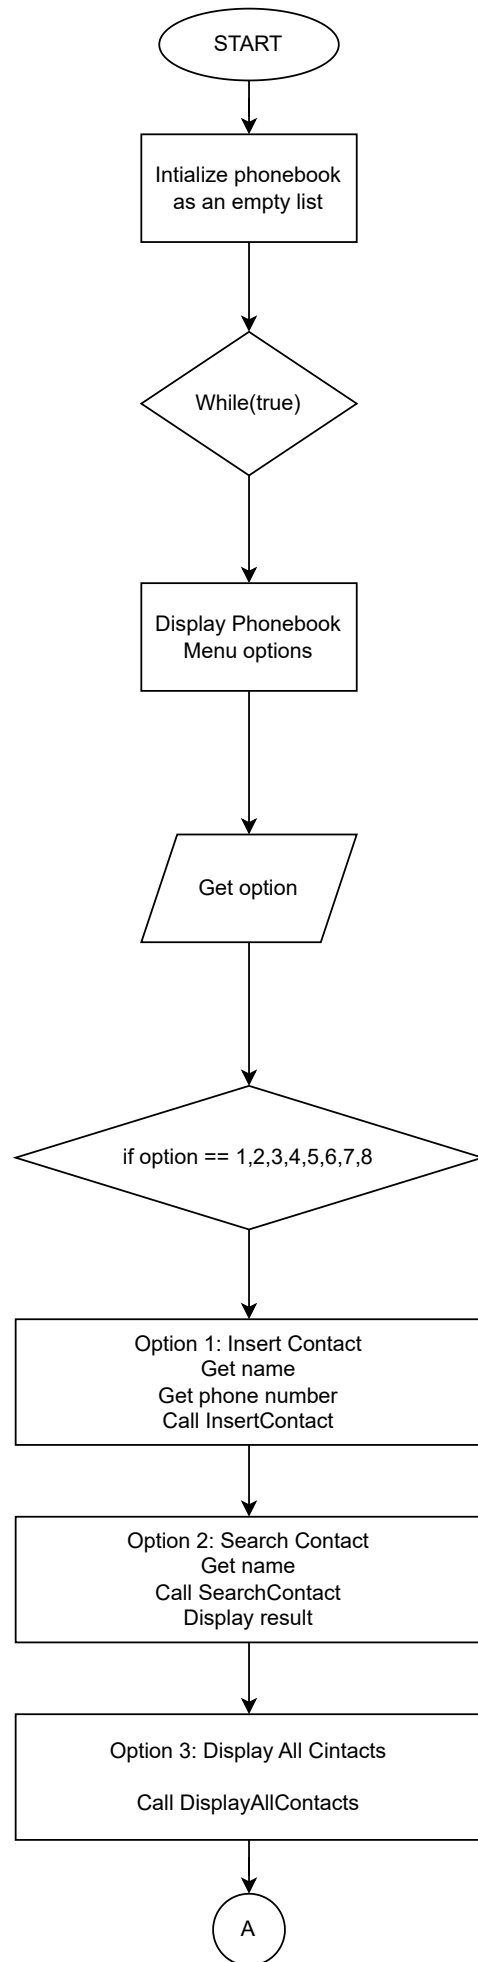 START
Intialize phonebook
as an empty list
While(true)
Display Phonebook
Menu options
Get option
if option == 1,2,3,4,5,6,7,8
Option 1: Insert Contact
Get name
Get phone number
Call InsertContact
Option 2: Search Contact
Get name
Call SearchContact
Display result
Option 3: Display All Cintacts
Call DisplayAllContacts
A